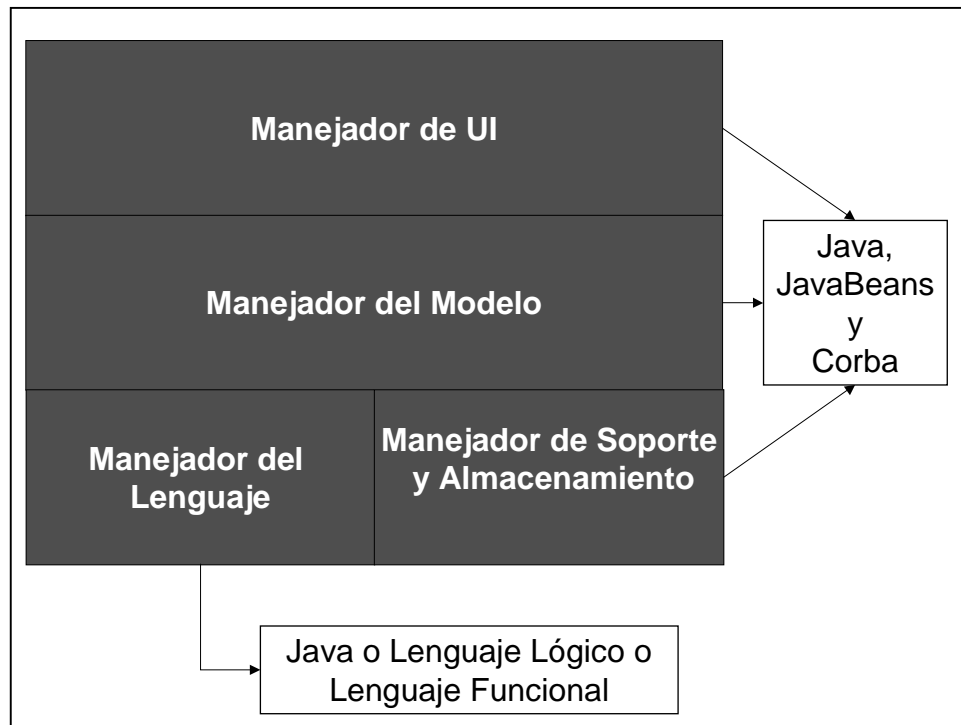 Manejador de UI
Manejador del Modelo
Java,
JavaBeans
y
Corba
Manejador del
Lenguaje
Manejador de Soporte
y Almacenamiento
Java o Lenguaje Lógico o
Lenguaje Funcional